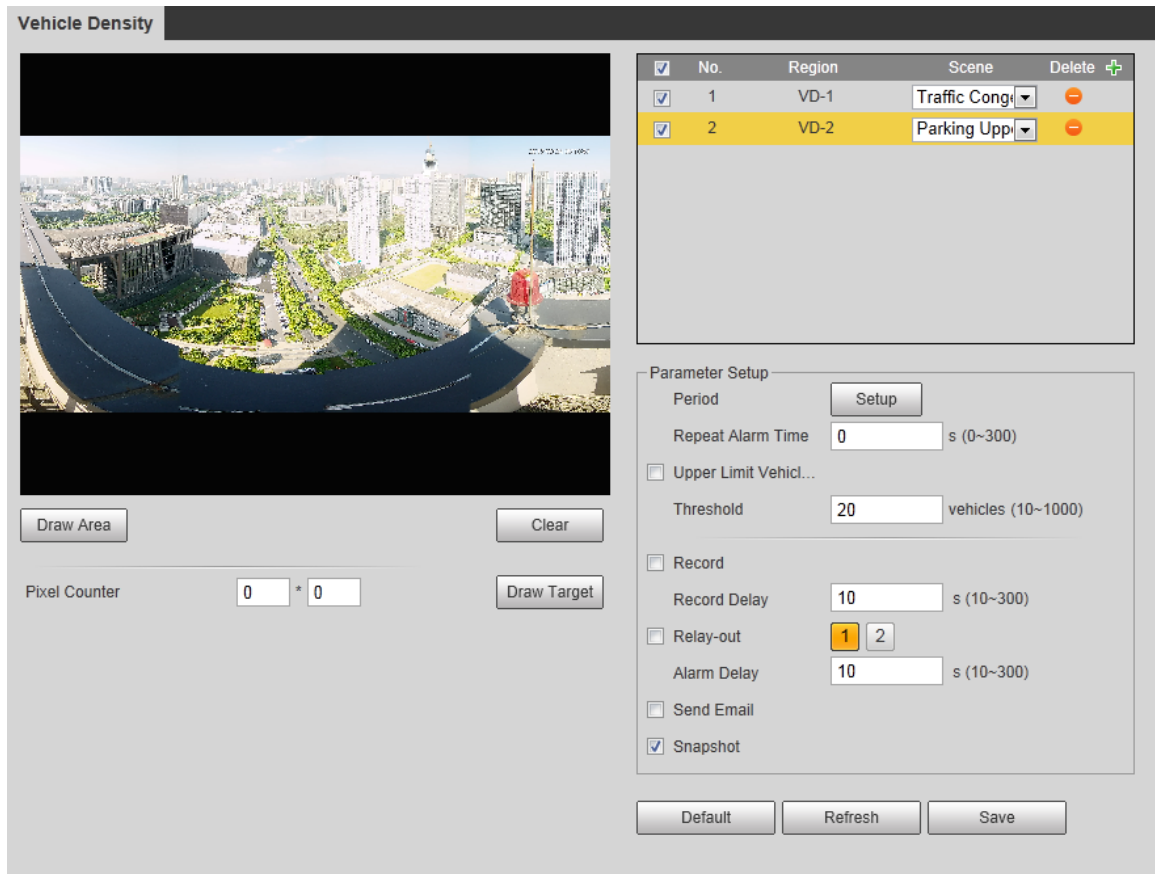 Vehicle Density
No. Region Scene Delete
1 VD-1 Traffic Conge
2 VD-2 Parking Upp
Draw Area
Clear
Pixel Counter 0 * 0
Draw Target
Parameter Setup
Period Setup
Repeat Alarm Time 0 s (0~300)
Upper Limit Vehicl...
Threshold 20 vehicles (10~1000)
Record
Record Delay 10 s (10~300)
Relay-out 1 2
Alarm Delay 10 s (10~300)
Send Email
Snapshot
Default Refresh Save